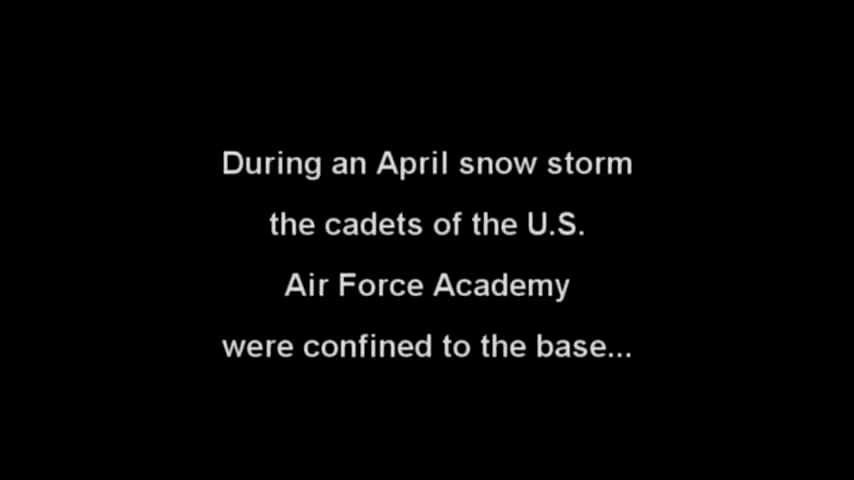 During an April snow storm
the cadets of the U.S.
Air Force Academy
were confined to the base...